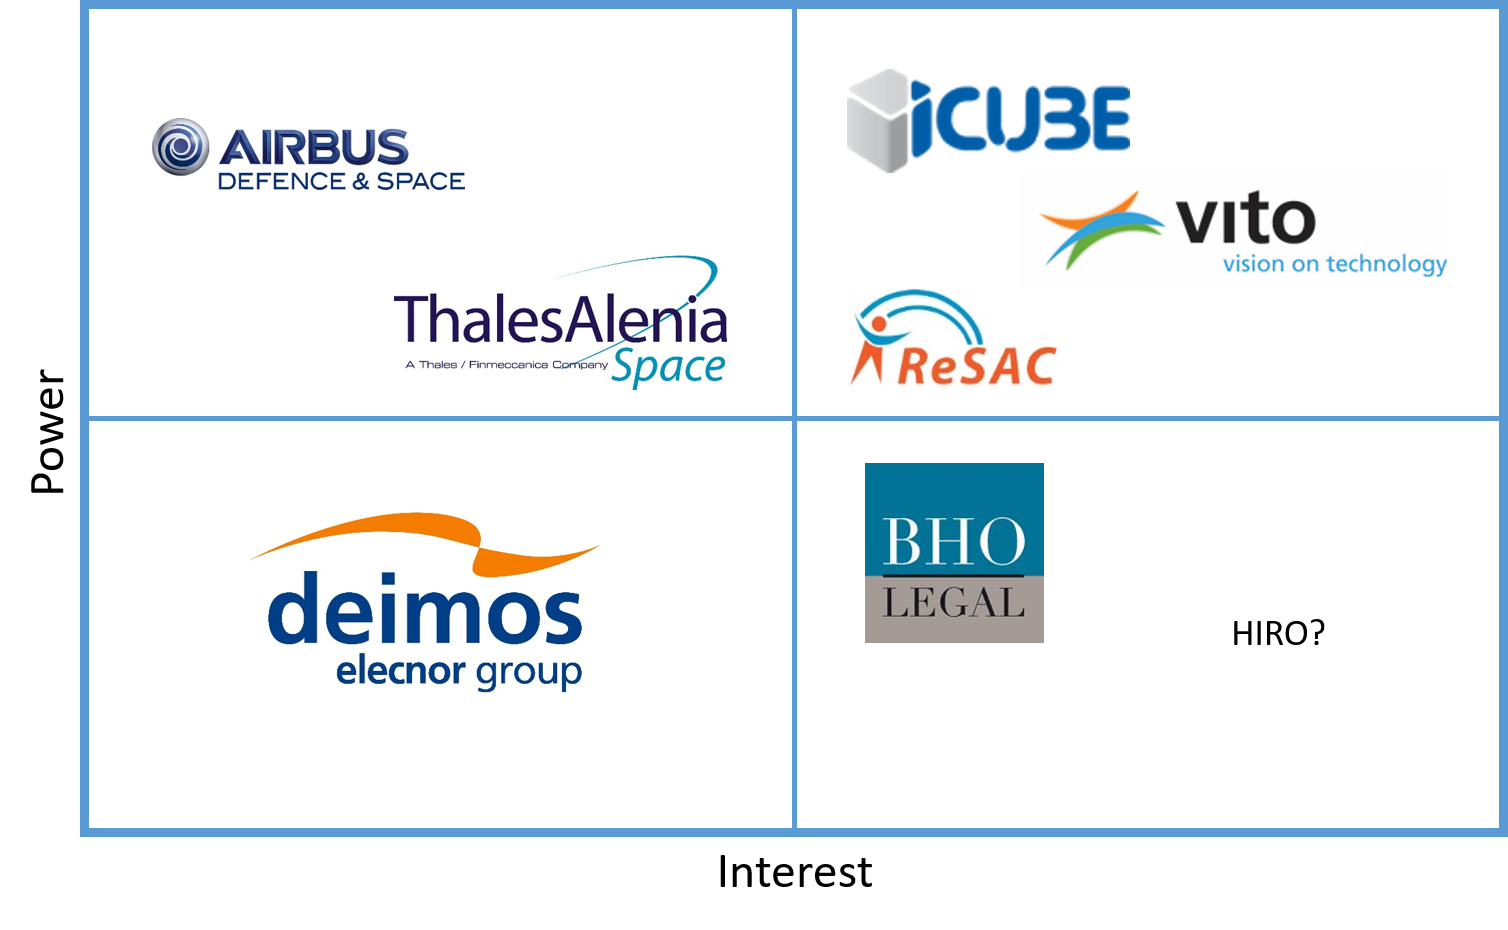 AIRBUS
DEFENCE & SPACE
ThalesAlenia
A Thales / Finmeccanica Company Space
iCUBE
vito
vision on technology
ReSAC
Power
deimos
elecnor group
BHO
LEGAL
HIRO?
Interest